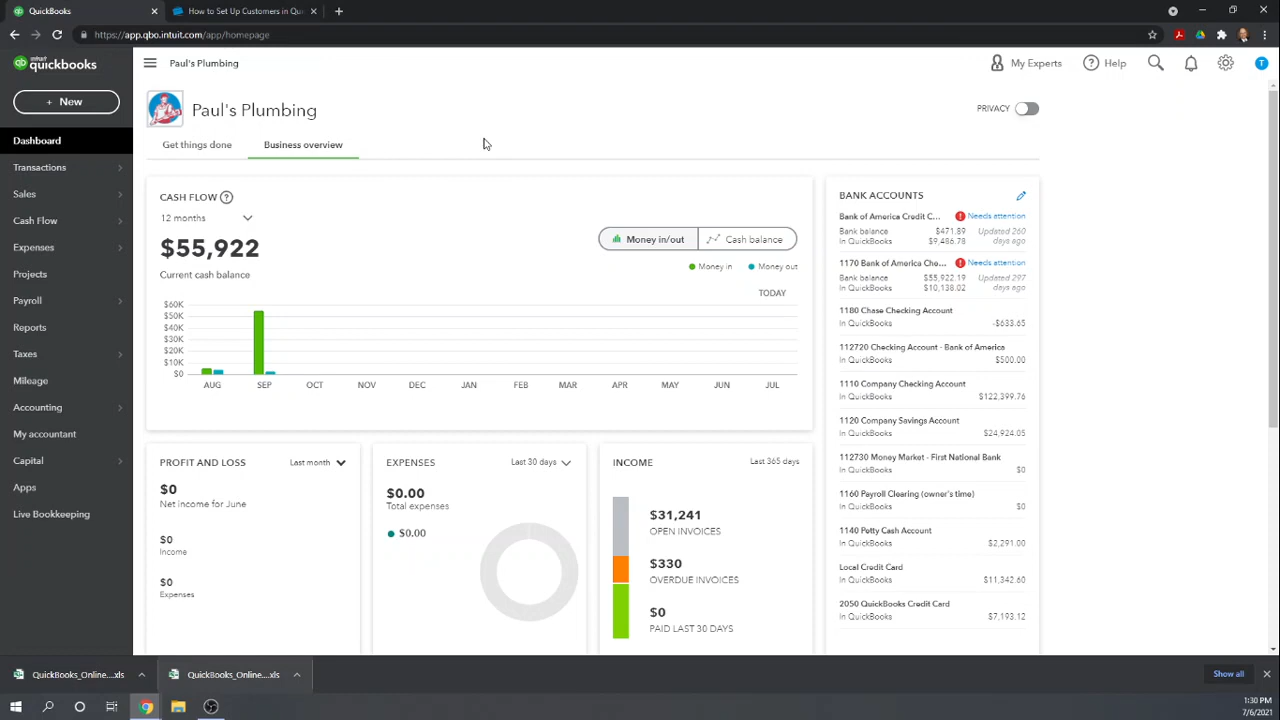 QuickBooks
How to Set Up Customers in Qu
https://app.qbo.intuit.com/app/homepage
intuit quickbooks
Paul's Plumbing
My Experts
Help
T
+ New
Dashboard
Transactions
Sales
Cash Flow
Expenses
Projects
Payroll
Reports
Taxes
Mileage
Accounting
My accountant
Capital
Apps
Live Bookkeeping
Paul's Plumbing
PRIVACY
Get things done
Business overview
CASH FLOW ?
12 months
$55,922
Current cash balance
Money in/out
Cash balance
Money in
Money out
TODAY
$60K
$50K
$40K
$30K
$20K
$10K
$0
AUG SEP OCT NOV DEC JAN FEB MAR APR MAY JUN JUL
PROFIT AND LOSS
Last month
$0
Net income for June
$0
Income
$0
Expenses
EXPENSES
Last 30 days
$0.00
Total expenses
$0.00
INCOME
Last 365 days
$31,241
OPEN INVOICES
$330
OVERDUE INVOICES
$0
PAID LAST 30 DAYS
BANK ACCOUNTS
Bank of America Credit C... Needs attention
Bank balance $471.89 Updated 260
In QuickBooks $9,486.78 days ago
1170 Bank of America Che... Needs attention
Bank balance $55,922.19 Updated 297
In QuickBooks $10,138.02 days ago
1180 Chase Checking Account
In QuickBooks -$633.65
112720 Checking Account - Bank of America
In QuickBooks $500.00
1110 Company Checking Account
In QuickBooks $122,399.76
1120 Company Savings Account
In QuickBooks $24,924.05
112730 Money Market - First National Bank
In QuickBooks $0
1160 Payroll Clearing (owner's time)
In QuickBooks $0
1140 Petty Cash Account
In QuickBooks $2,291.00
Local Credit Card
In QuickBooks $11,342.60
2050 QuickBooks Credit Card
In QuickBooks $7,193.12
QuickBooks_Online....xls
QuickBooks_Online....xls
Show all
1:30 PM
7/6/2021